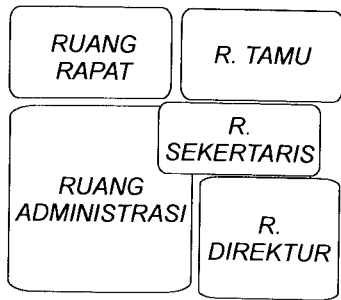 RUANG
RAPAT
R. TAMU
R.
SEKERTARIS
RUANG
ADMINISTRASI
R.
DIREKTUR